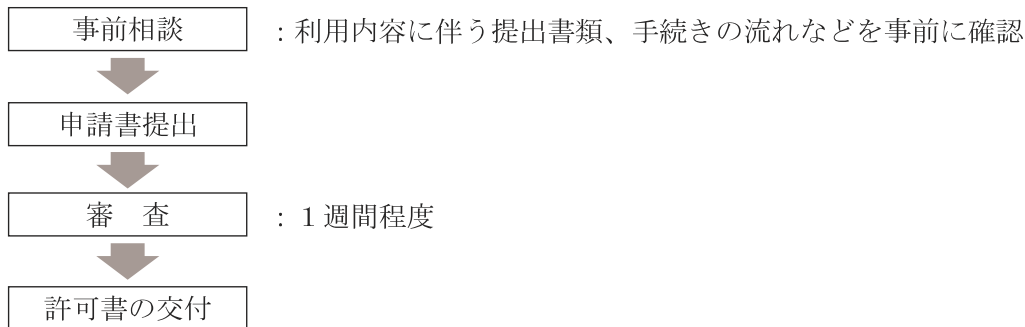 事前相談 ：利用内容に伴う提出書類、手続きの流れなどを事前に確認
申請書提出
審　査 ：１週間程度
許可書の交付